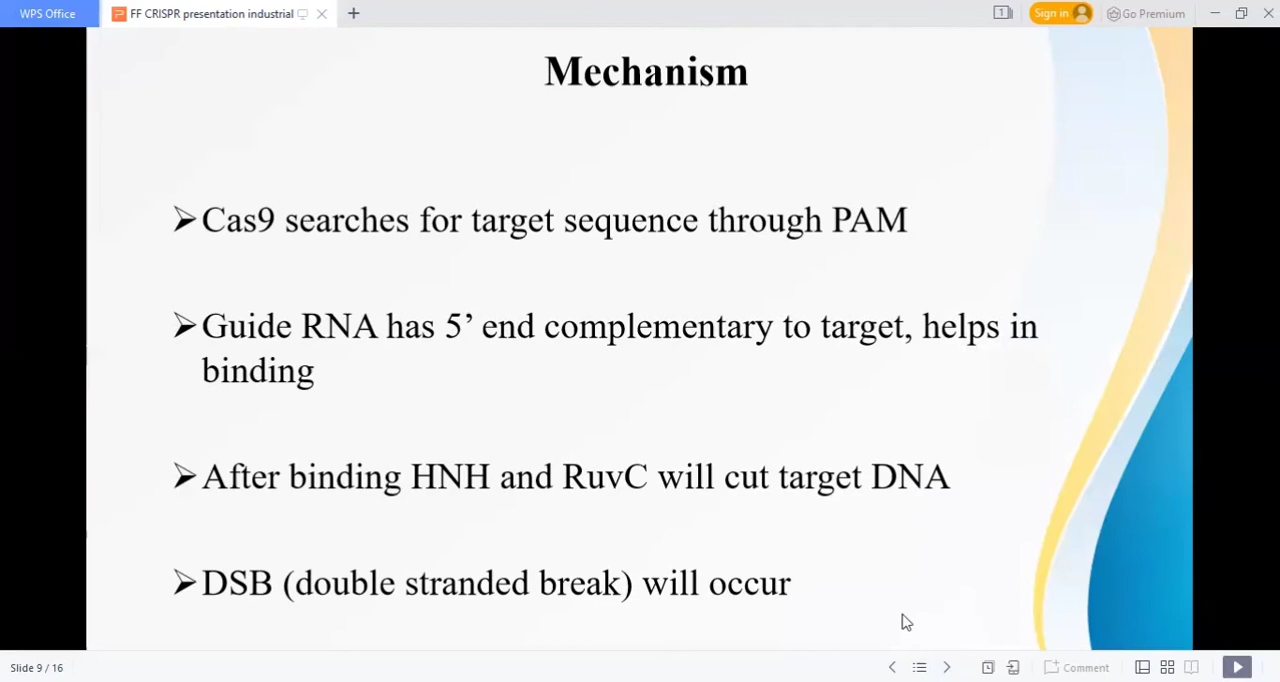 WPS Office
FF CRISPR presentation industrial
1
Sign in
Go Premium
Mechanism
➢Cas9 searches for target sequence through PAM
➢Guide RNA has 5’ end complementary to target, helps in
binding
➢After binding HNH and RuvC will cut target DNA
➢DSB (double stranded break) will occur
Slide 9 / 16
Comment